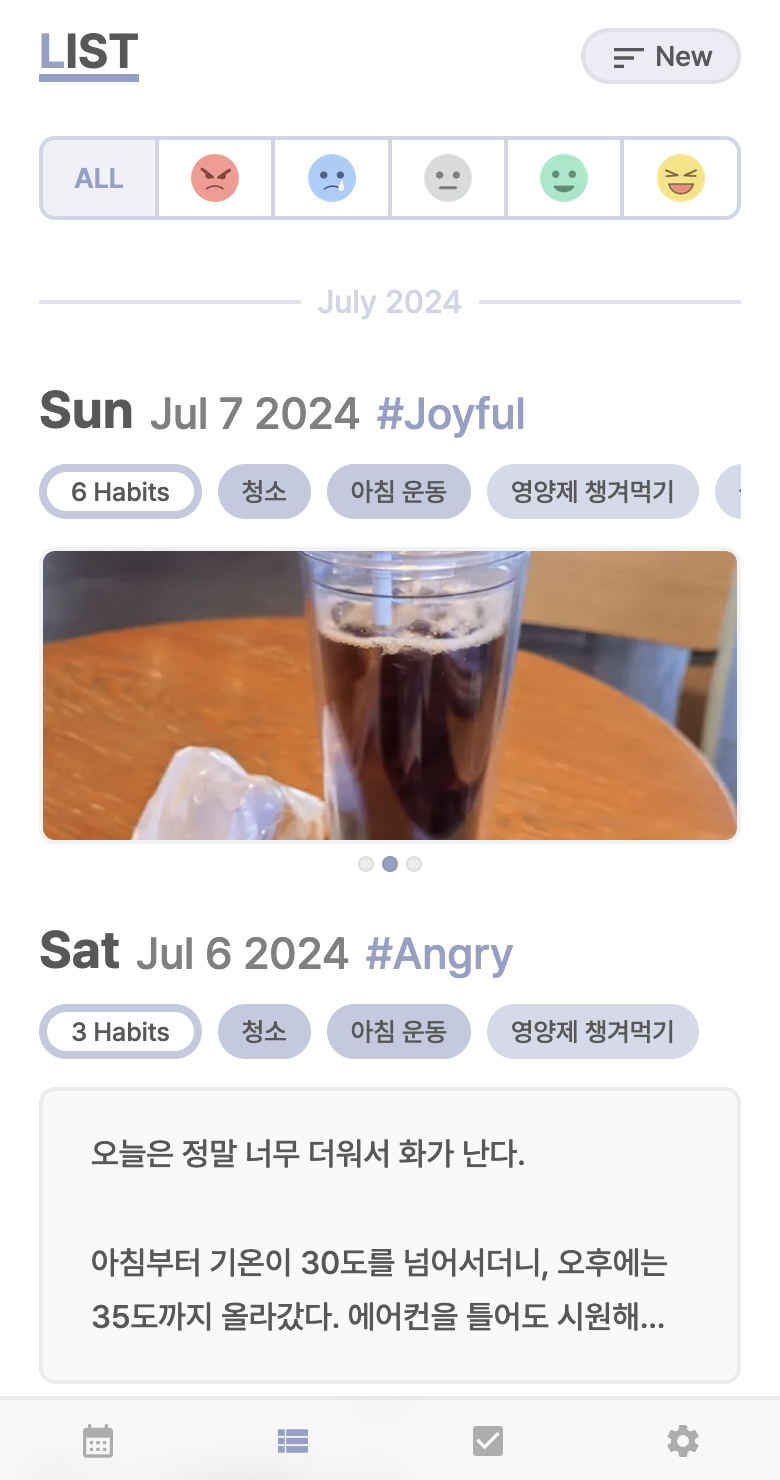 LIST
New
ALL
July 2024
Sun Jul 7 2024 #Joyful
6 Habits 청소 아침 운동 영양제 챙겨먹기
Sat Jul 6 2024 #Angry
3 Habits 청소 아침 운동 영양제 챙겨먹기
오늘은 정말 너무 더워서 화가 난다.
아침부터 기온이 30도를 넘어서더니, 오후에는
35도까지 올라갔다. 에어컨을 틀어도 시원해...